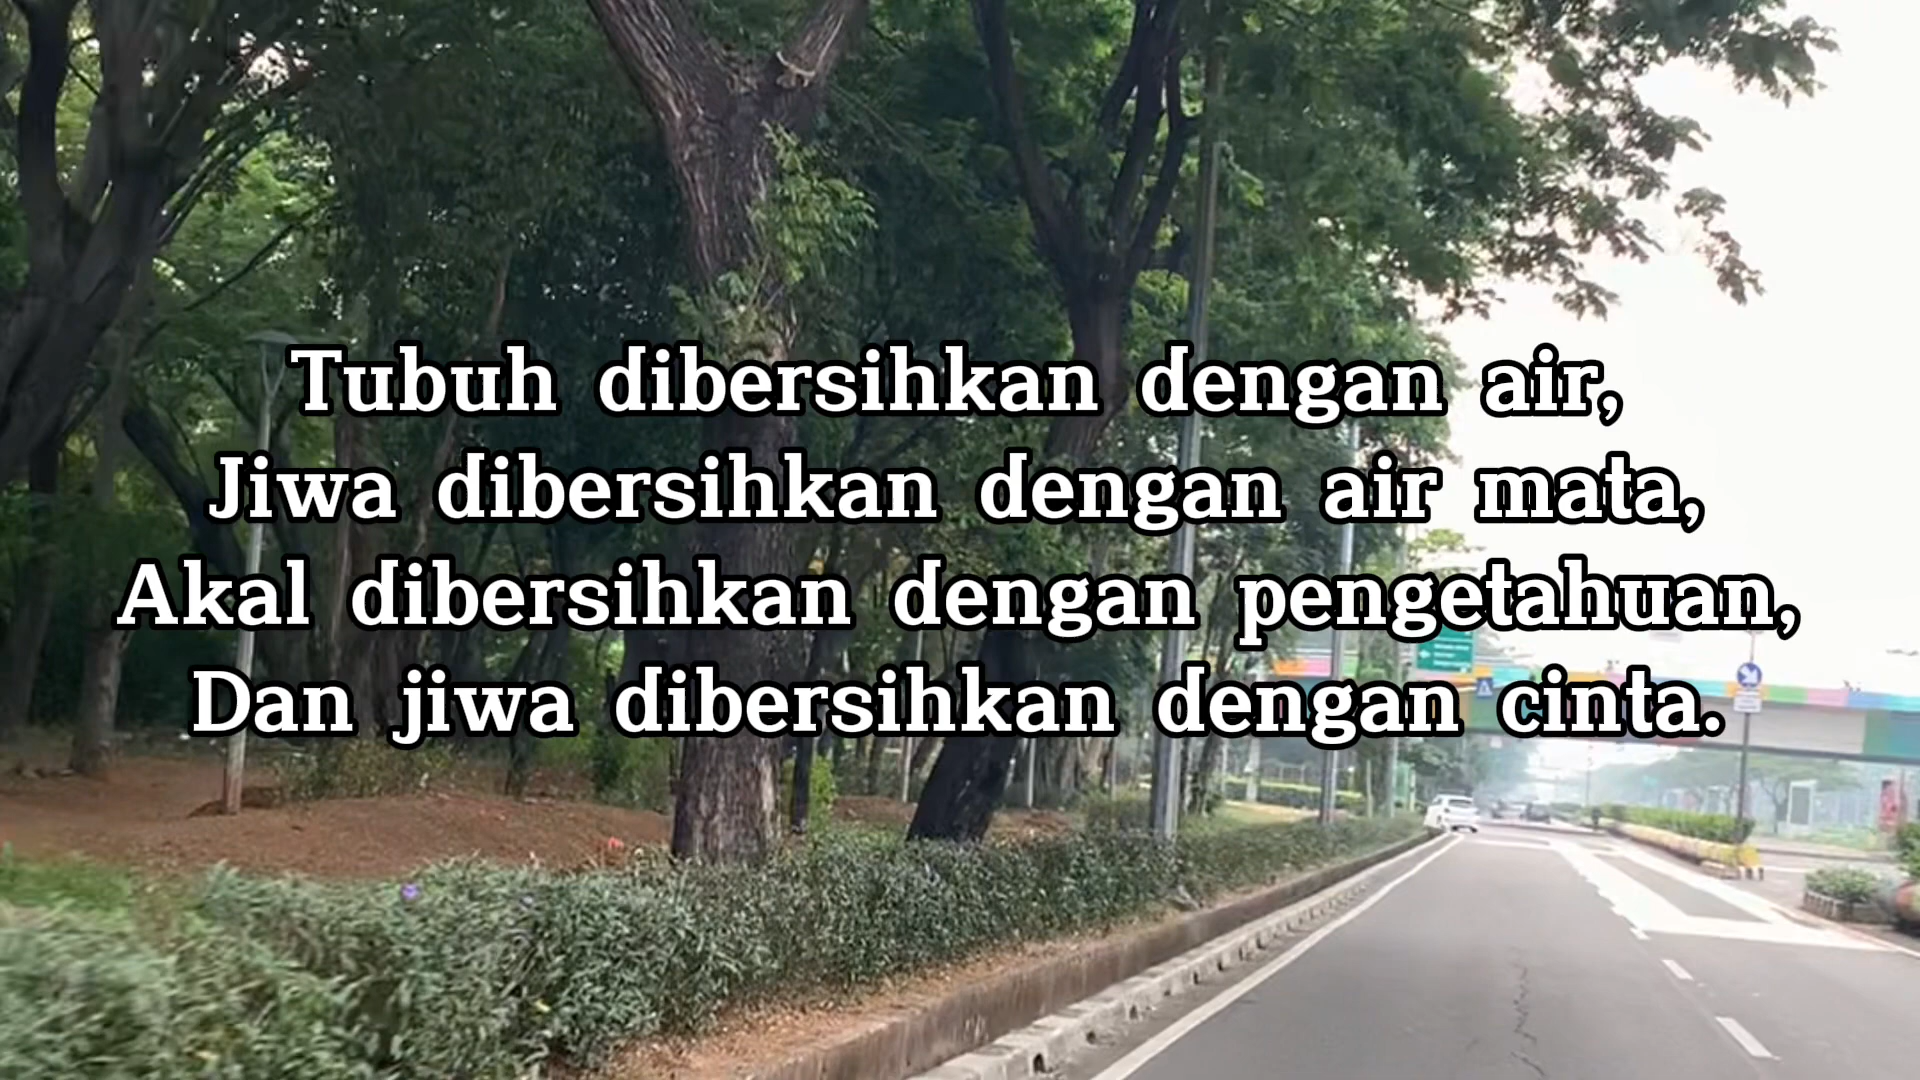 Tubuh dibersihkan dengan air,
Jiwa dibersihkan dengan air mata,
Akal dibersihkan dengan pengetahuan,
Dan jiwa dibersihkan dengan cinta.